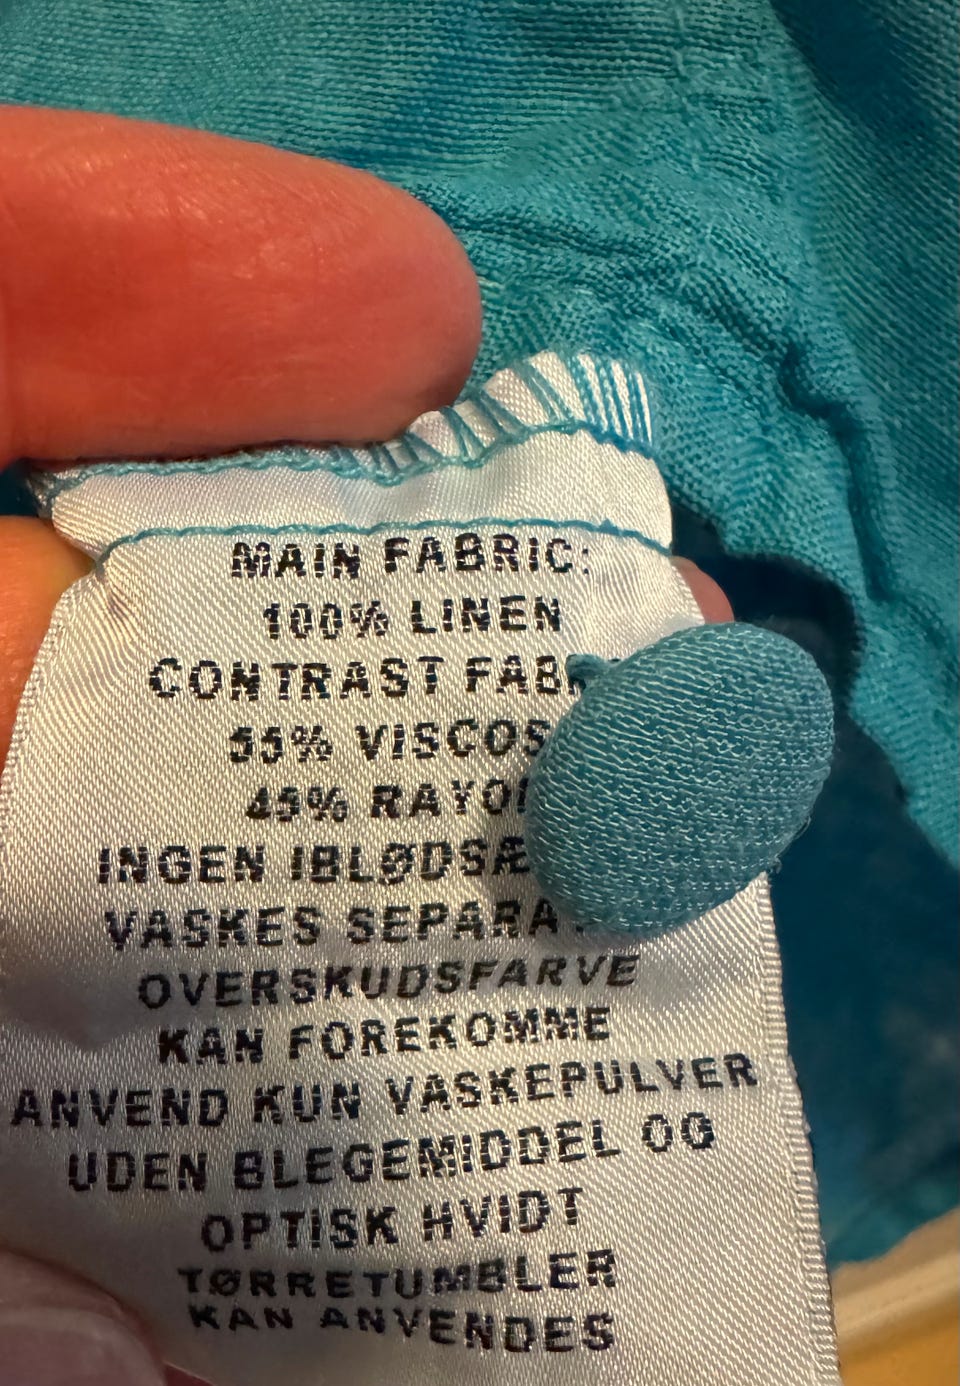 MAIN FABRIC:
100% LINEN
CONTRAST
55%
45%
INGEN
VASKES
OVERSKUDSFARVE
KAN FOREKOMME
ANVEND KUN VASKEPULVER
UDEN BLEGEMIDDEL OG
OPTISK HVIDT
TØRRETUMBLER
KAN ANVENDES